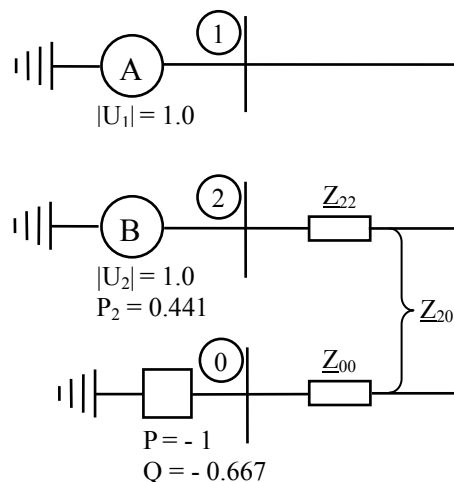 1
A
|U₁| = 1.0
2
Z₂₂
B
|U₂| = 1.0
P₂ = 0.441
Z₂₀
0
Z₀₀
P = - 1
Q = - 0.667